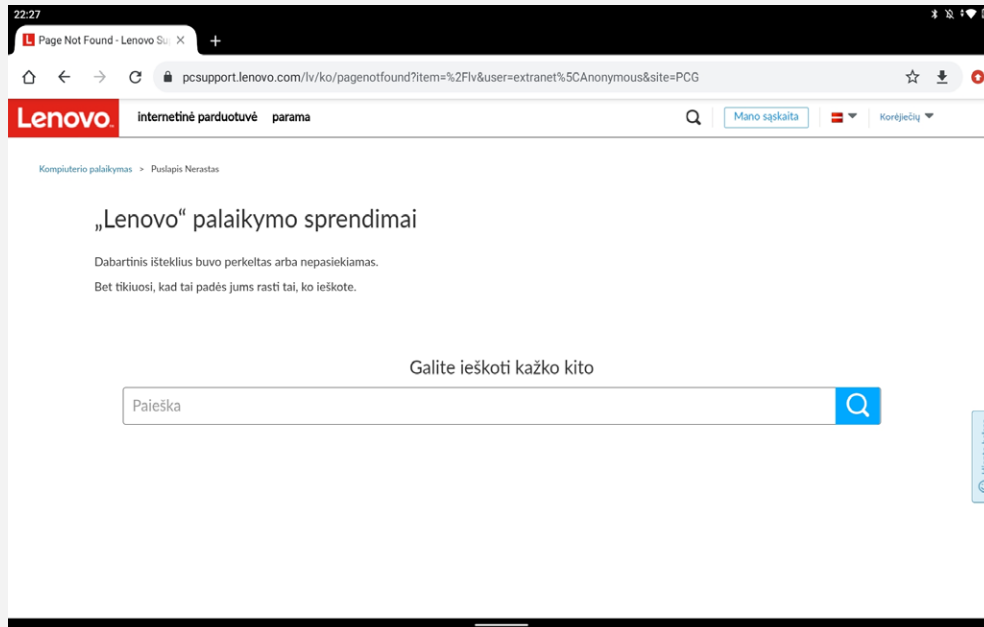 22:27
Page Not Found - Lenovo Su
pcsupport.lenovo.com/lv/ko/pagenotfound?item=%2Flv&user=extranet%5CAnonymous&site=PCG
Lenovo. internetinė parduotuvė parama Mano sąskaita Korėjiečių
Kompiuterio palaikymas > Puslapis Nerastas
„Lenovo“ palaikymo sprendimai
Dabartinis išteklius buvo perkeltas arba nepasiekiamas.
Bet tikiuosi, kad tai padės jums rasti tai, ko ieškote.
Galite ieškoti kažko kito
Paieška